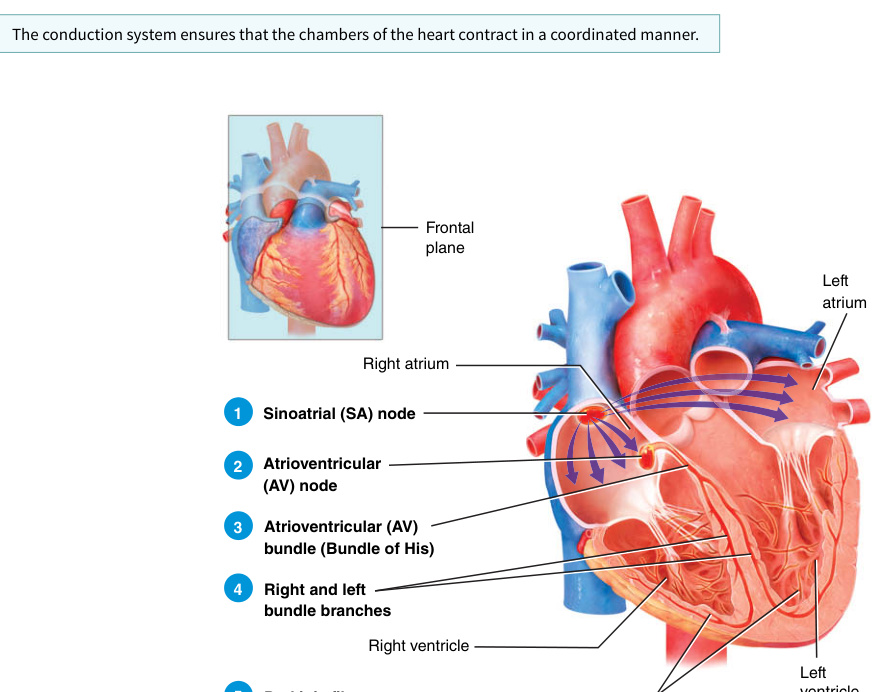 The conduction system ensures that the chambers of the heart contract in a coordinated manner.
Frontal
plane
Left
atrium
Right atrium
1 Sinoatrial (SA) node
2 Atrioventricular
(AV) node
3 Atrioventricular (AV)
bundle (Bundle of His)
4 Right and left
bundle branches
Right ventricle
Left
ventricle